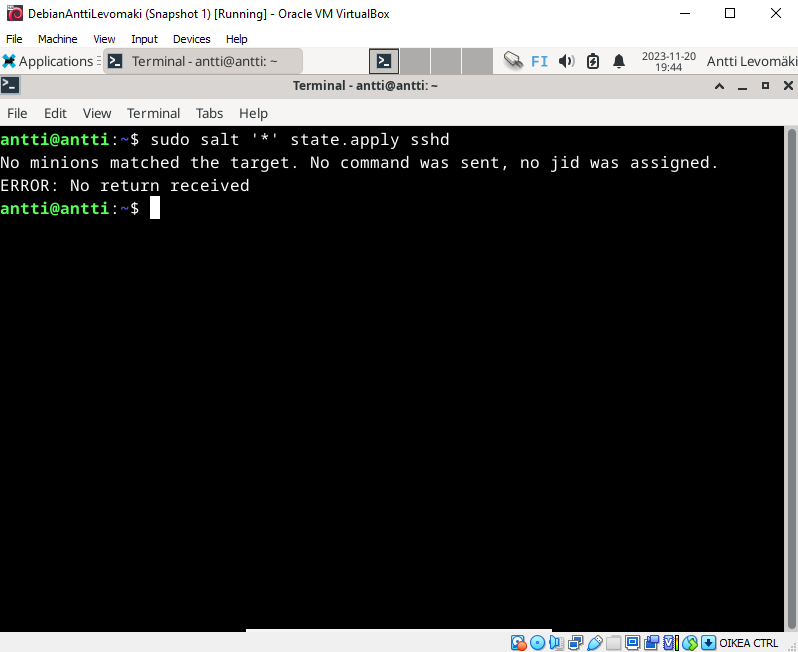 DebianAnttiLevomaki (Snapshot 1) [Running] - Oracle VM VirtualBox
File Machine View Input Devices Help
Applications Terminal - antti@antti: ~ FI 2023-11-20 19:44 Antti Levomäki
Terminal - antti@antti: ~
File Edit View Terminal Tabs Help
antti@antti:~$ sudo salt '*' state.apply sshd
No minions matched the target. No command was sent, no jid was assigned.
ERROR: No return received
antti@antti:~$
OIKEA CTRL